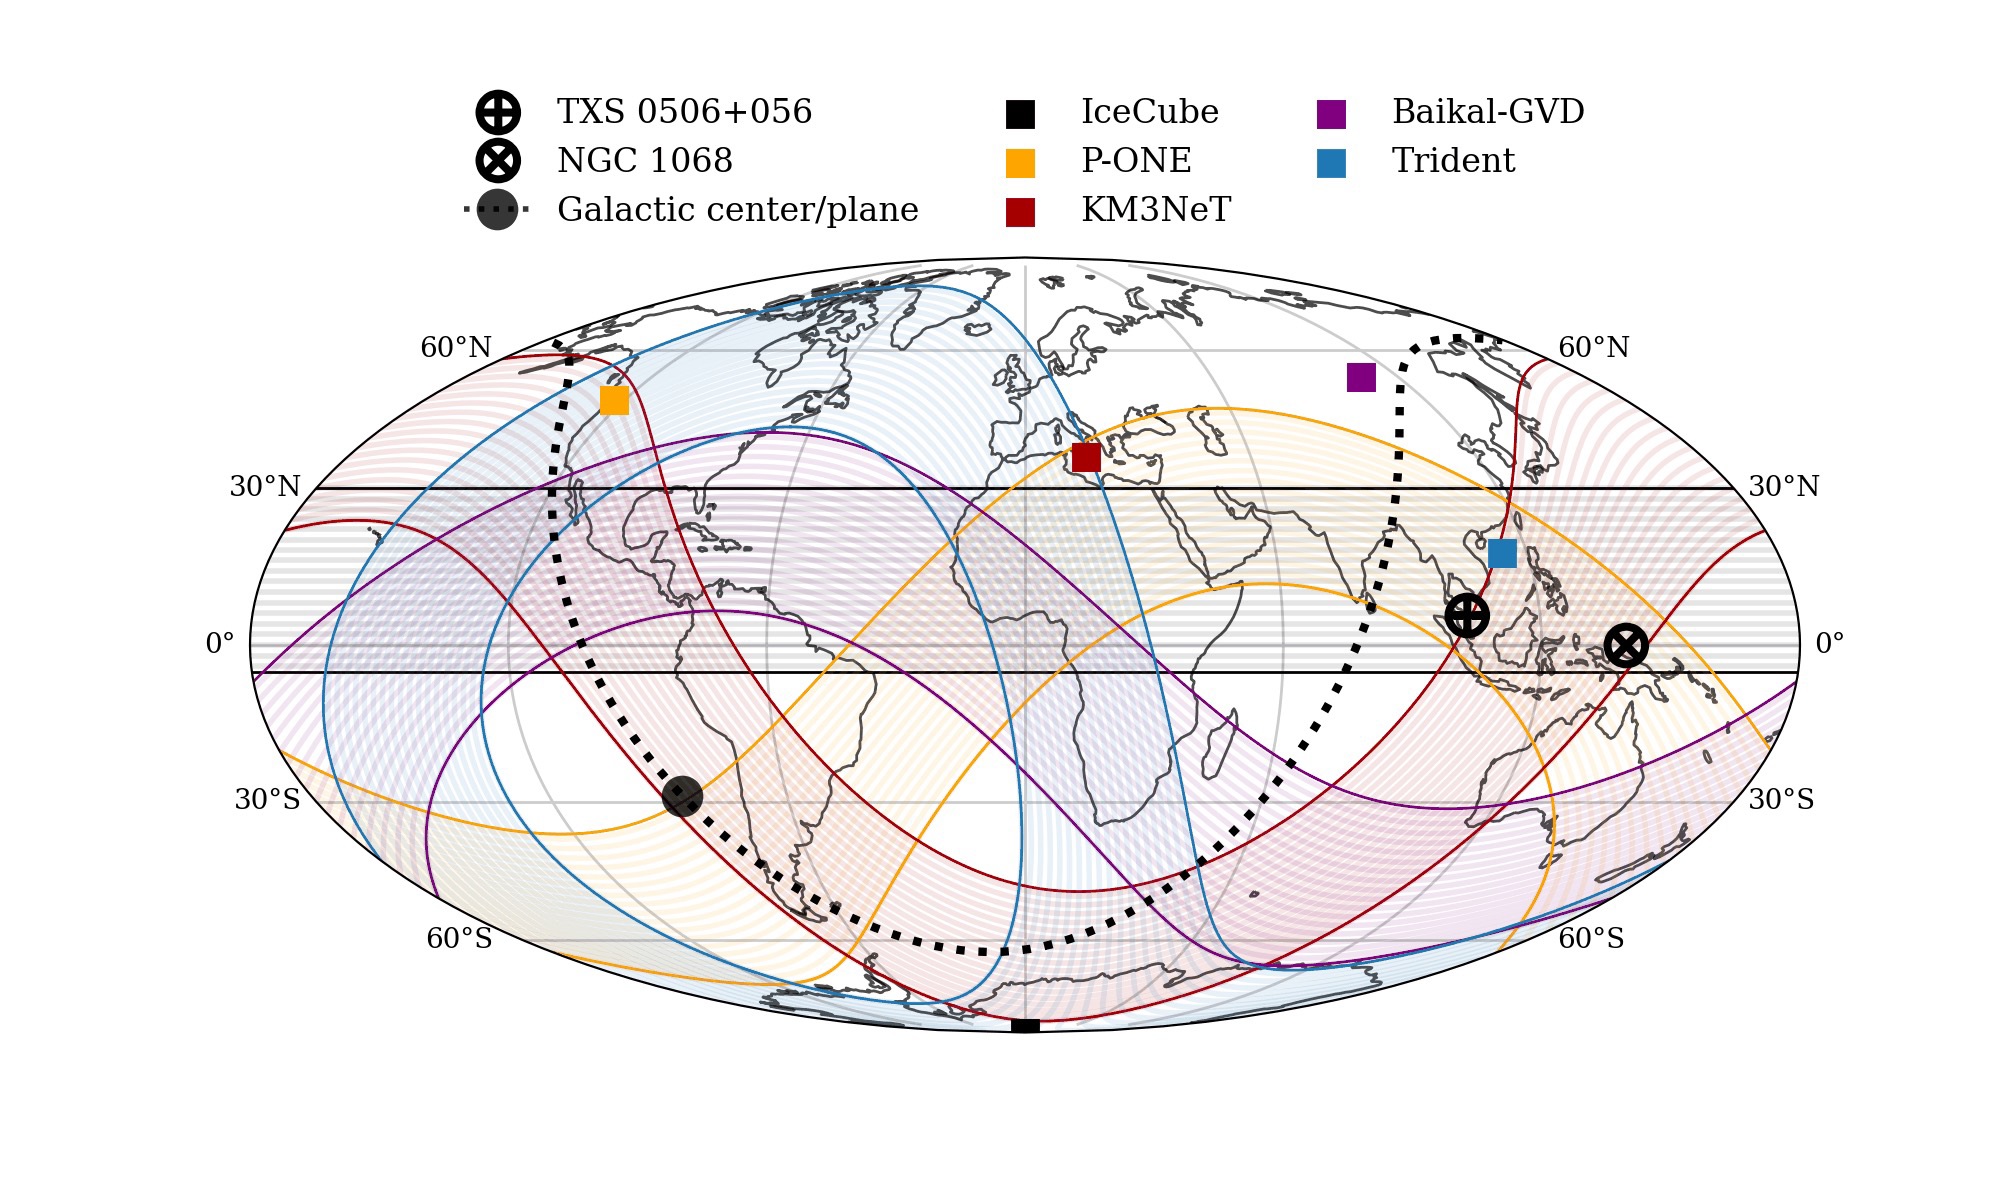 TXS 0506+056
NGC 1068
Galactic center/plane
IceCube
P-ONE
KM3NeT
Baikal-GVD
Trident
60°N 60°N
30°N 30°N
0° 0°
30°S 30°S
60°S 60°S